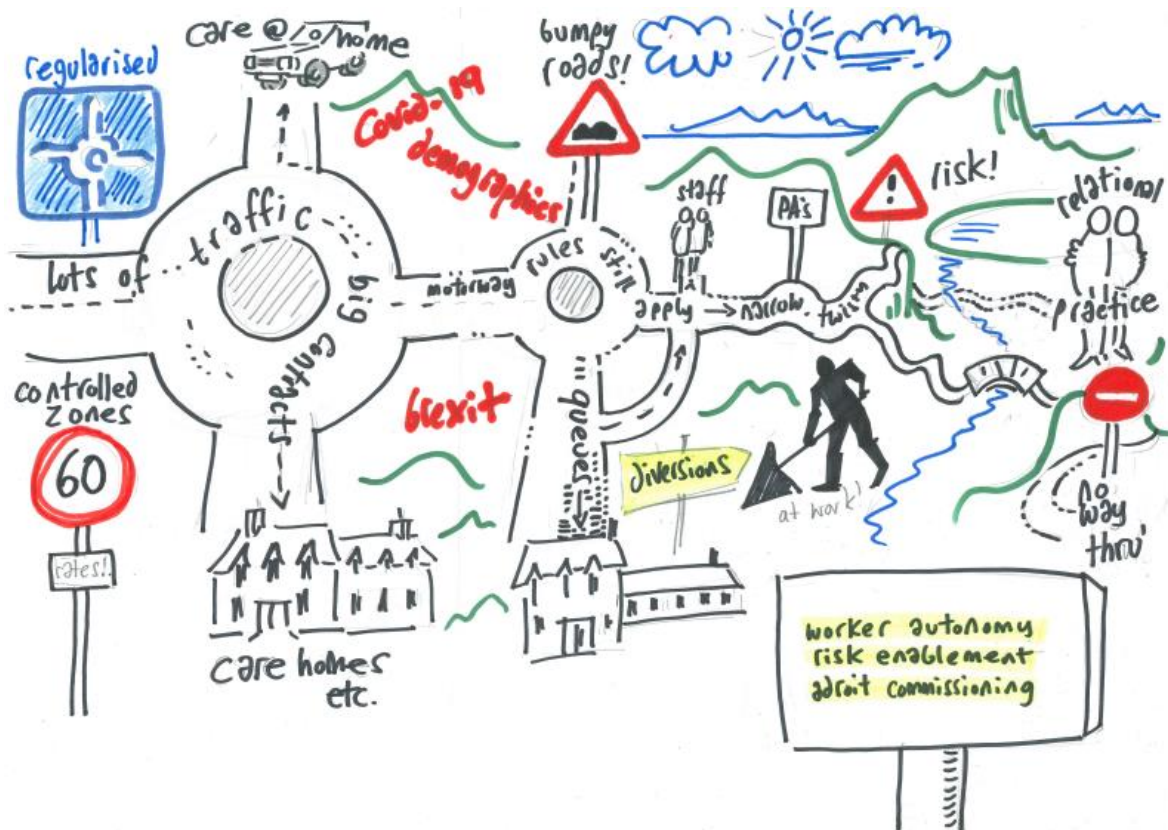 care @/o/home
regularised
bumpy
roads!
Covid-19
demographics
lots of traffic
big contracts
motorway
rules still
apply
narrow.
twisty
staff
PA's
risk!
relational
practice
controlled
zones
60
rates!
brexit
queues
diversions
at work!
no
way
thru'
care homes
etc.
worker autonomy
risk enablement
adroit commissioning